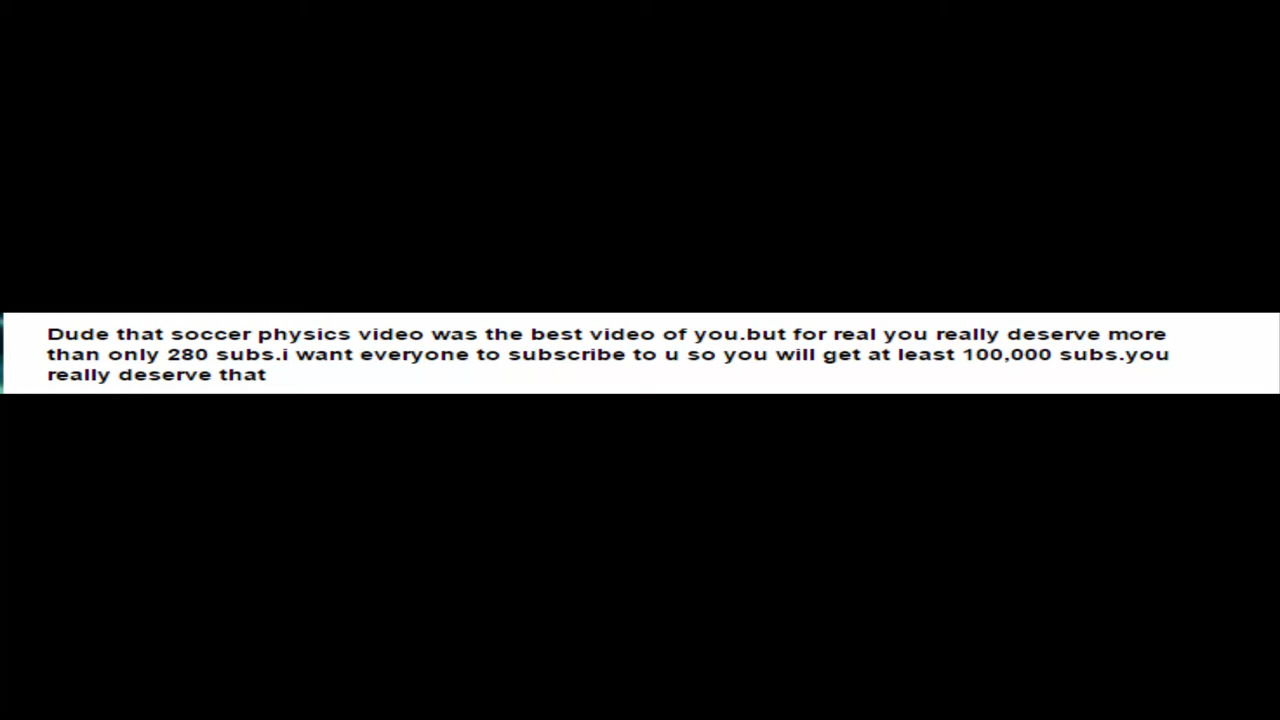 Dude that soccer physics video was the best video of you.but for real you really deserve more
than only 280 subs.i want everyone to subscribe to u so you will get at least 100,000 subs.you
really deserve that